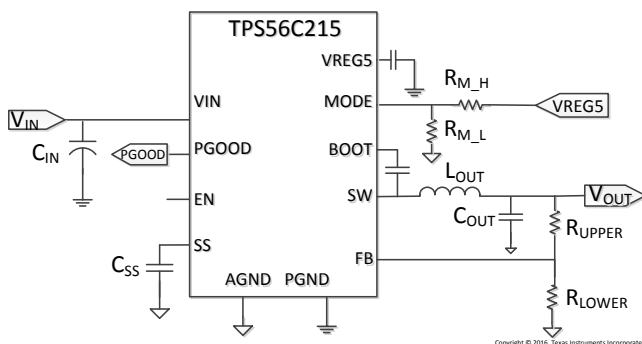 TPS56C215
VREG5
R_M_H
VIN
MODE
VREG5
V_IN
R_M_L
C_IN
PGOOD
PGOOD
BOOT
L_OUT
EN
SW
V_OUT
C_OUT
R_UPPER
SS
C_SS
FB
AGND
PGND
R_LOWER
Copyright © 2016, Texas Instruments Incorporated